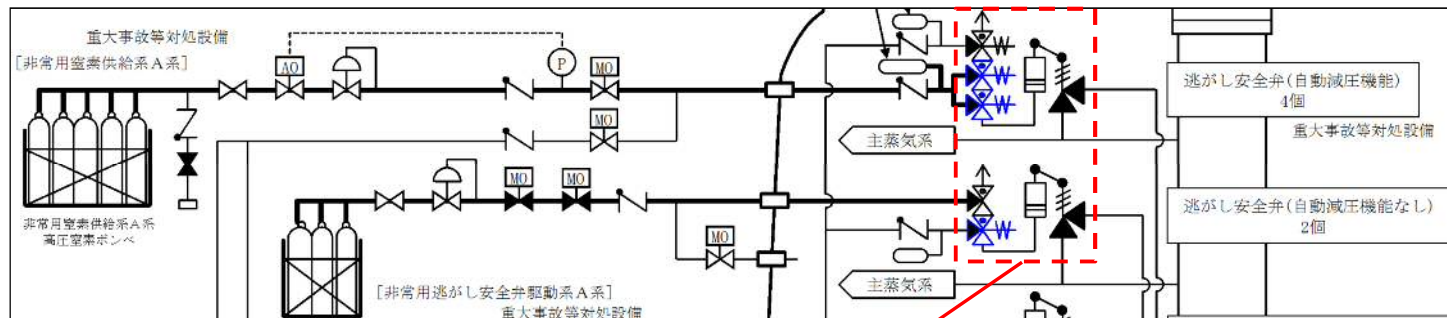 重大事故等対処設備
[非常用窒素供給系A系]
AO
P
MO
MO
非常用窒素供給系A系
高圧窒素ボンベ
MO
MO
MO
[非常用逃がし安全弁駆動系A系]
重大事故等対処設備
主蒸気系
主蒸気系
逃がし安全弁(自動減圧機能)
4個
重大事故等対処設備
逃がし安全弁(自動減圧機能なし)
2個